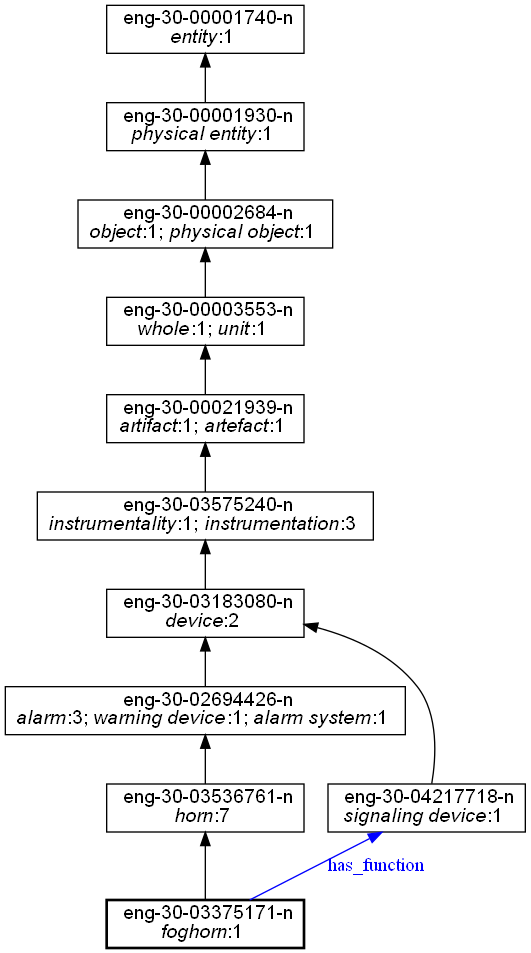 eng-30-00001740-n
entity:1
eng-30-00001930-n
physical entity:1
eng-30-00002684-n
object:1; physical object:1
eng-30-00003553-n
whole:1; unit:1
eng-30-00021939-n
artifact:1; artefact:1
eng-30-03575240-n
instrumentality:1; instrumentation:3
eng-30-03183080-n
device:2
eng-30-02694426-n
alarm:3; warning device:1; alarm system:1
eng-30-03536761-n
horn:7
eng-30-04217718-n
signaling device:1
has_function
eng-30-03375171-n
foghorn:1